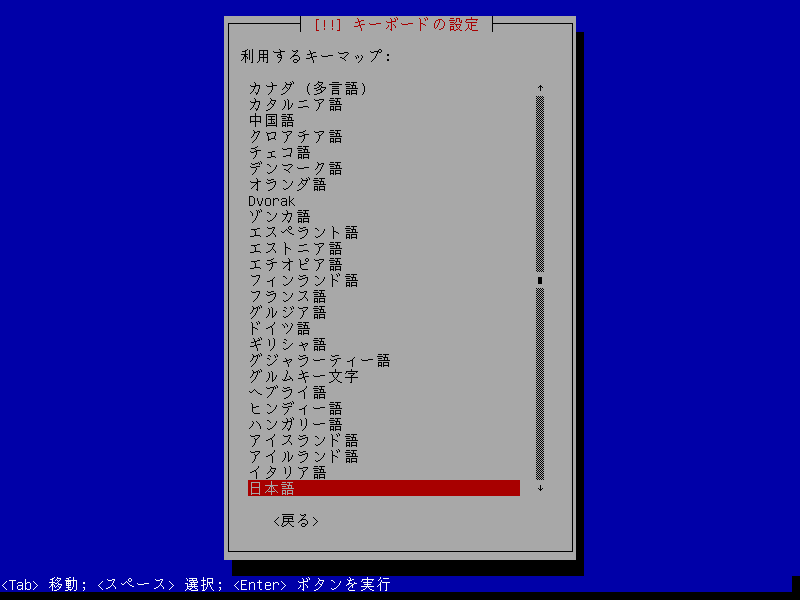 [!!] キーボードの設定
利用するキーマップ:
カナダ (多言語)
カタルニア語
中国語
クロアチア語
チェコ語
デンマーク語
オランダ語
Dvorak
ゾンカ語
エスペラント語
エストニア語
エチオピア語
フィンランド語
フランス語
グルジア語
ドイツ語
ギリシャ語
グジャラーティー語
グルムキー文字
ヘブライ語
ヒンディー語
ハンガリー語
アイスランド語
アイルランド語
イタリア語
日本語
<戻る>
<Tab> 移動; <スペース> 選択; <Enter> ボタンを実行